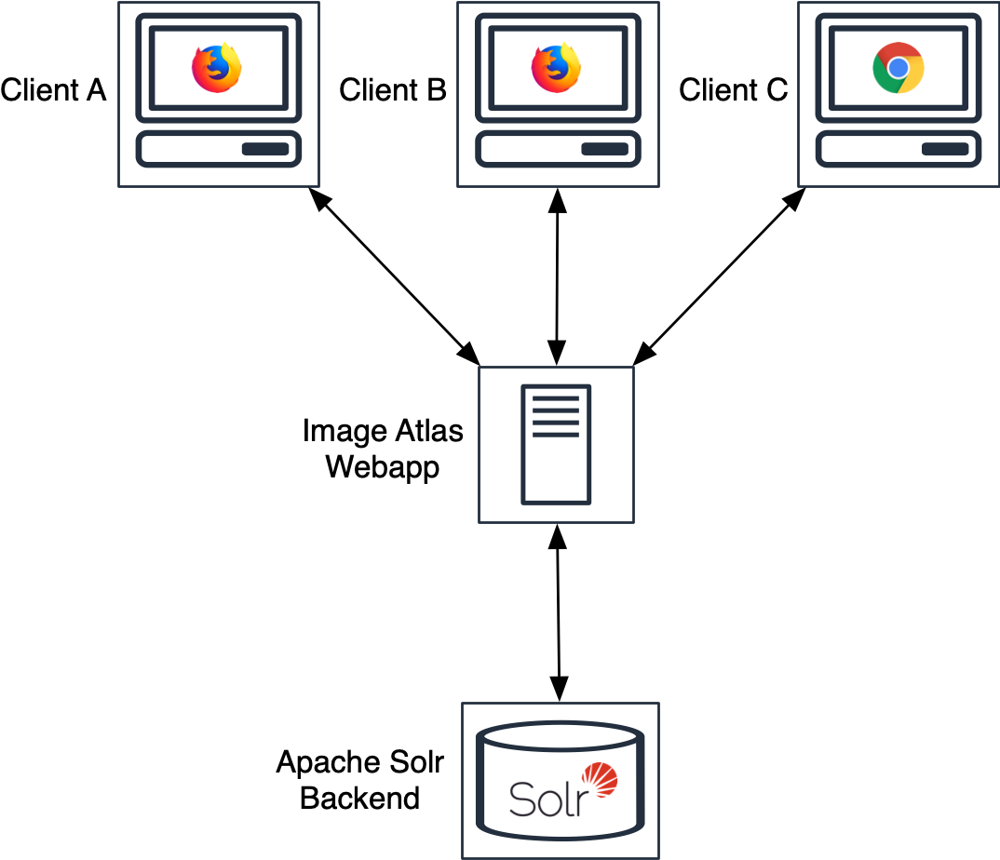 Client A
Client B
Client C
Image Atlas
Webapp
Apache Solr
Backend
Solr